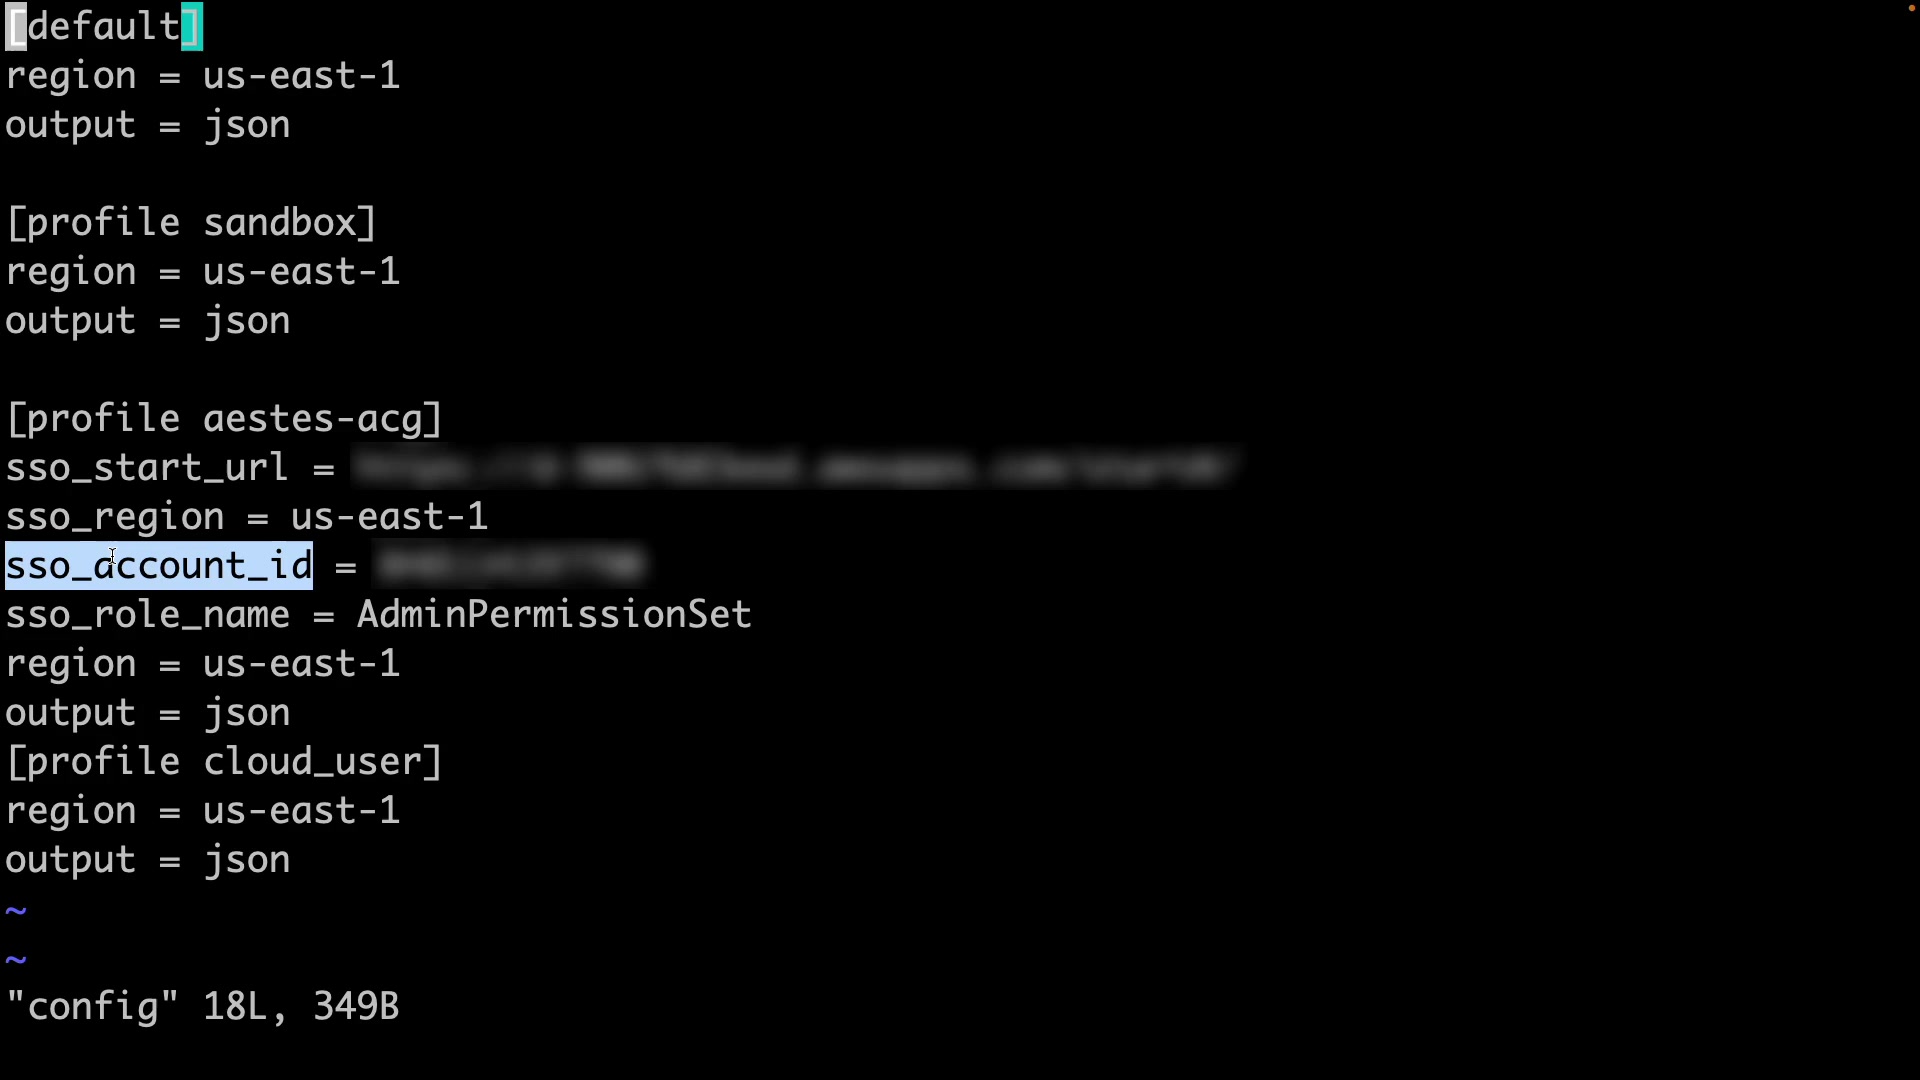 [default]
region = us-east-1
output = json
[profile sandbox]
region = us-east-1
output = json
[profile aestes-acg]
sso_start_url =
sso_region = us-east-1
sso_account_id =
sso_role_name = AdminPermissionSet
region = us-east-1
output = json
[profile cloud_user]
region = us-east-1
output = json
~
~
"config" 18L, 349B